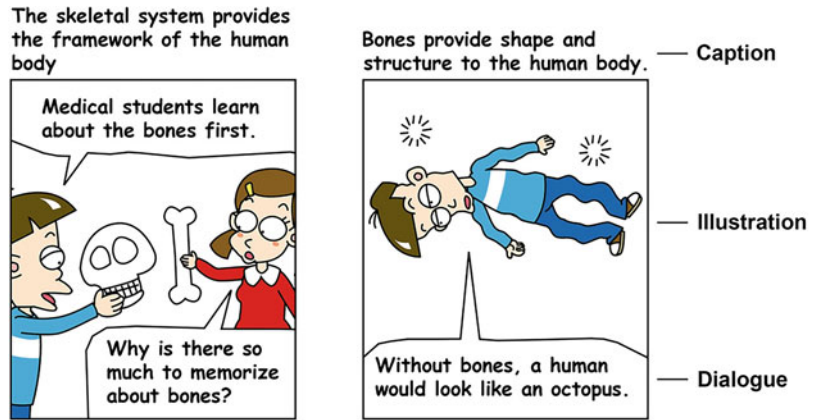 The skeletal system provides
the framework of the human
body
Medical students learn
about the bones first.
Why is there so
much to memorize
about bones?
Bones provide shape and
structure to the human body.
Without bones, a human
would look like an octopus.
Caption
Illustration
Dialogue